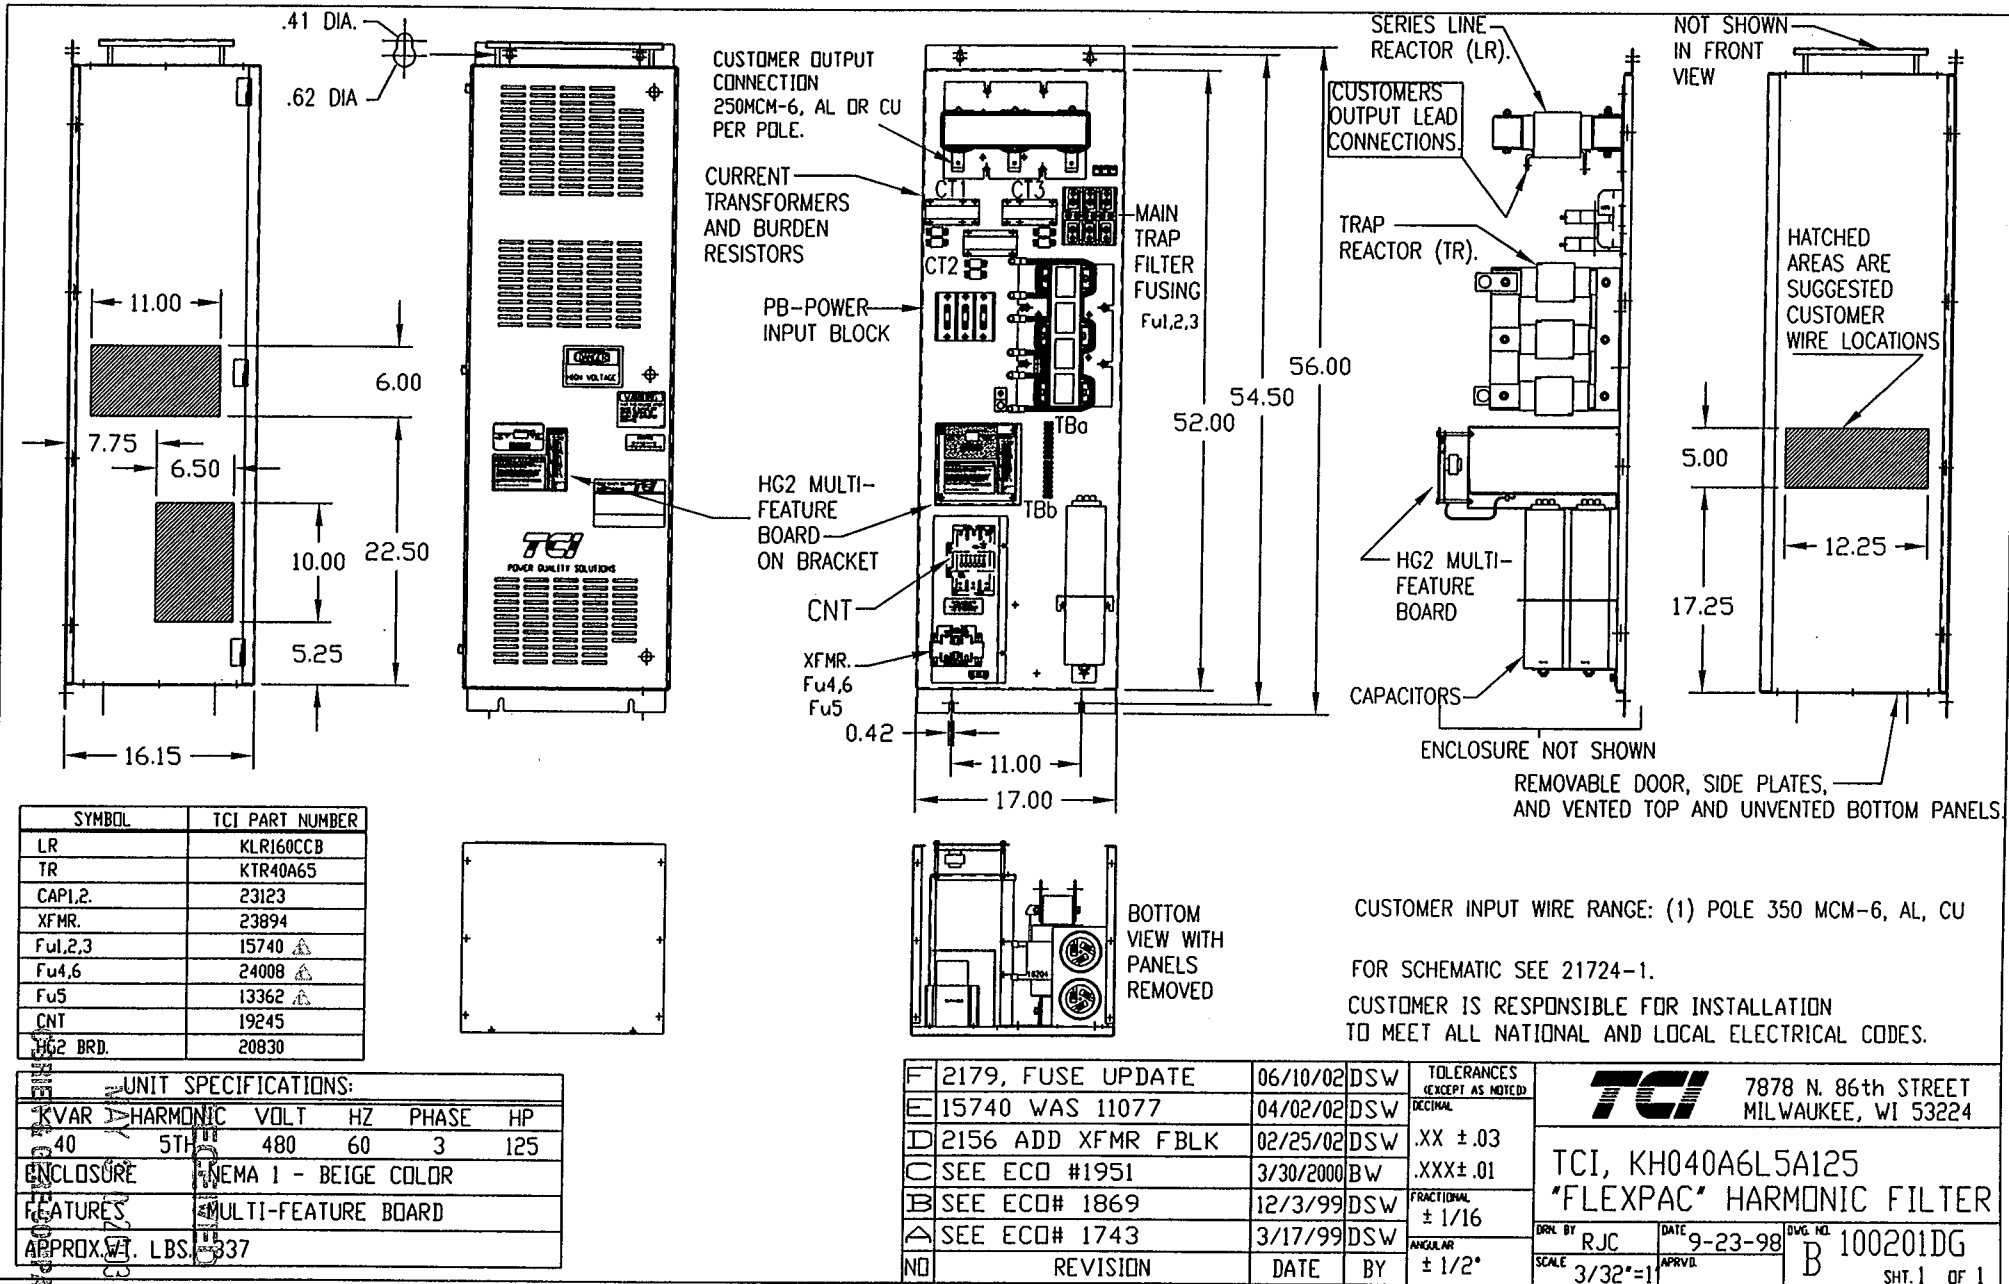 .41 DIA.
.62 DIA
11.00
6.00
7.75
6.50
10.00
22.50
5.25
16.15
HIGH VOLTAGE
TCI
POWER QUALITY SOLUTIONS
CUSTOMER OUTPUT
CONNECTION
250MCM-6, AL OR CU
PER POLE.
CURRENT
TRANSFORMERS
AND BURDEN
RESISTORS
PB-POWER
INPUT BLOCK
HG2 MULTI-
FEATURE
BOARD
ON BRACKET
CNT
XFMR.
Fu4,6
Fu5
CT1
CT3
CT2
MAIN
TRAP
FILTER
FUSING
Fu1,2,3
TBa
TBb
52.00
54.50
56.00
0.42
11.00
17.00
SERIES LINE
REACTOR (LR).
CUSTOMERS
OUTPUT LEAD
CONNECTIONS.
TRAP
REACTOR (TR).
HG2 MULTI-
FEATURE
BOARD
CAPACITORS
ENCLOSURE NOT SHOWN
NOT SHOWN
IN FRONT
VIEW
HATCHED
AREAS ARE
SUGGESTED
CUSTOMER
WIRE LOCATIONS
5.00
12.25
17.25
REMOVABLE DOOR, SIDE PLATES,
AND VENTED TOP AND UNVENTED BOTTOM PANELS.
SYMBOL TCI PART NUMBER
LR KLR160CCB
TR KTR40A65
CAP1,2. 23123
XFMR. 23894
Fu1,2,3 15740
Fu4,6 24008
Fu5 13362
CNT 19245
HG2 BRD. 20830
BOTTOM
VIEW WITH
PANELS
REMOVED
CUSTOMER INPUT WIRE RANGE: (1) POLE 350 MCM-6, AL, CU
FOR SCHEMATIC SEE 21724-1.
CUSTOMER IS RESPONSIBLE FOR INSTALLATION
TO MEET ALL NATIONAL AND LOCAL ELECTRICAL CODES.
UNIT SPECIFICATIONS:
KVAR HARMONIC VOLT HZ PHASE HP
40 5TH 480 60 3 125
ENCLOSURE NEMA 1 - BEIGE COLOR
FEATURES MULTI-FEATURE BOARD
APPROX.WT. LBS. 337
F 2179, FUSE UPDATE 06/10/02 DSW
E 15740 WAS 11077 04/02/02 DSW
D 2156 ADD XFMR FBLK 02/25/02 DSW
C SEE ECO #1951 3/30/2000 BW
B SEE ECO# 1869 12/3/99 DSW
A SEE ECO# 1743 3/17/99 DSW
NO REVISION DATE BY
TOLERANCES
(EXCEPT AS NOTED)
DECIMAL
.XX ±.03
.XXX±.01
FRACTIONAL
± 1/16
ANGULAR
± 1/2°
TCI
7878 N. 86th STREET
MILWAUKEE, WI 53224
TCI, KH040A6L5A125
"FLEXPAC" HARMONIC FILTER
DRN. BY RJC
DATE 9-23-98
DWG. NO. B 100201DG
SCALE 3/32"=1
APRVD.
SHT.1 OF 1